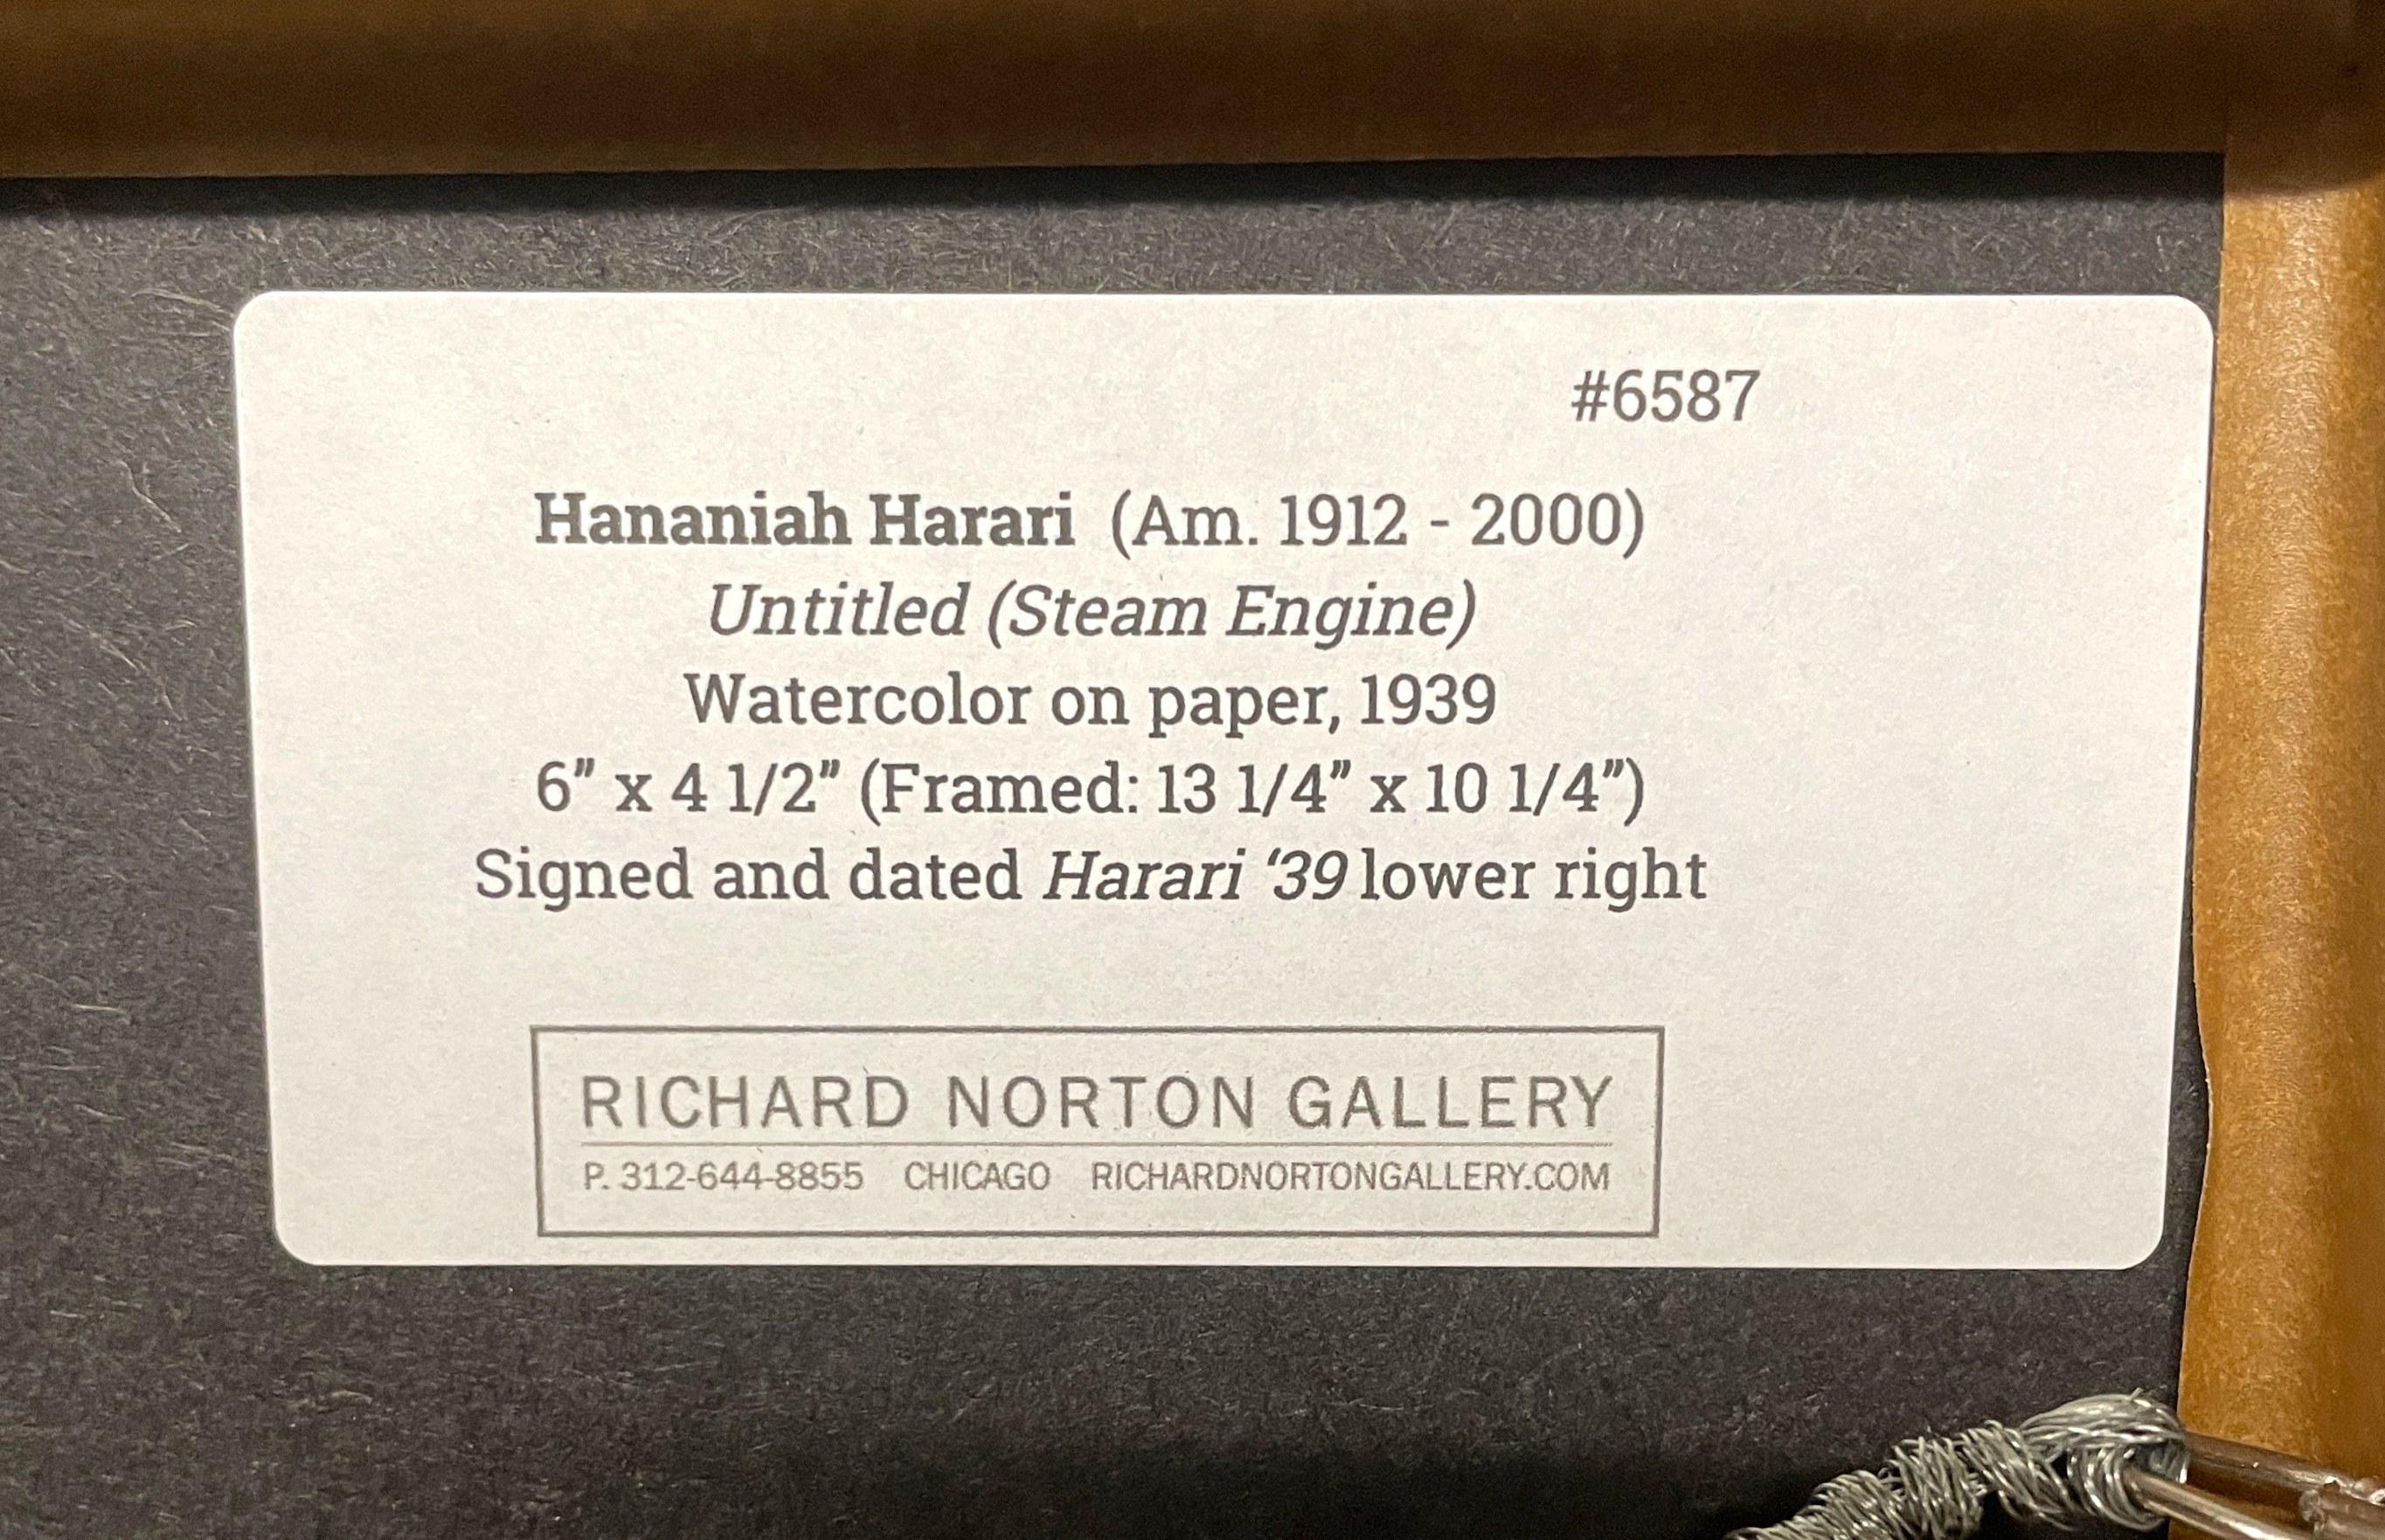 #6587
Hananiah Harari (Am. 1912 - 2000)
Untitled (Steam Engine)
Watercolor on paper, 1939
6” x 4 1/2” (Framed: 13 1/4” x 10 1/4”)
Signed and dated Harari ‘39 lower right
RICHARD NORTON GALLERY
P. 312-644-8855 CHICAGO RICHARDNORTONGALLERY.COM